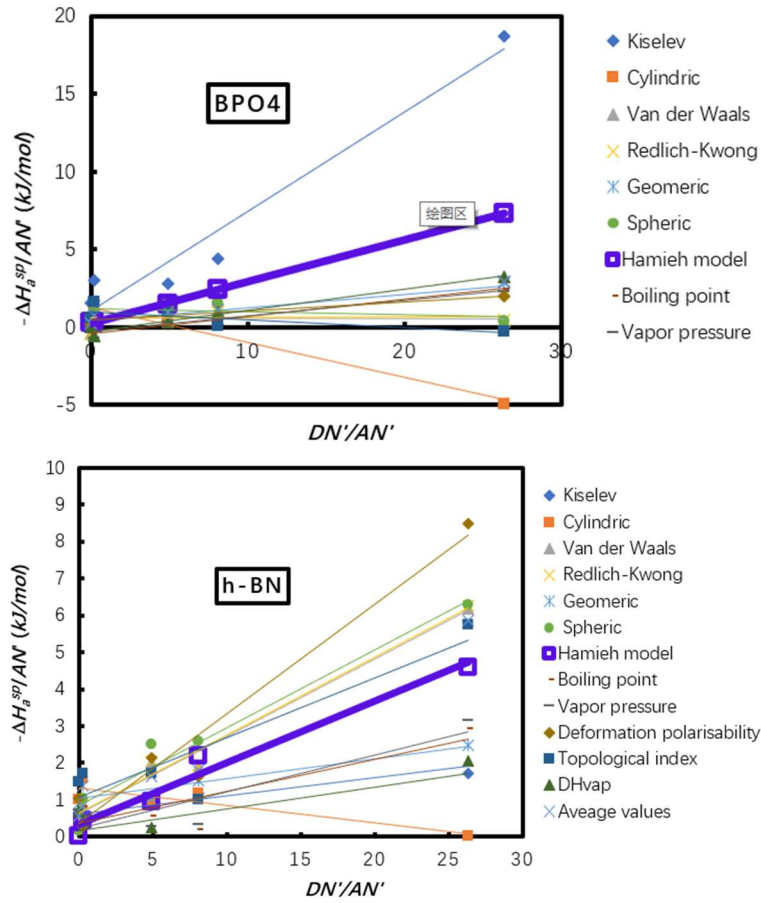 20
15
10
5
0
-5
0
10
20
30
BPO4
绘图区
- ΔHₐˢᵖ/AN' (kJ/mol)
DN'/AN'
Kiselev
Cylindric
Van der Waals
Redlich-Kwong
Geomeric
Spheric
Hamieh model
Boiling point
Vapor pressure
10
9
8
7
6
5
4
3
2
1
0
0
5
10
15
20
25
30
h-BN
-ΔHₐˢᵖ/AN' (kJ/mol)
DN'/AN'
Kiselev
Cylindric
Van der Waals
Redlich-Kwong
Geomeric
Spheric
Hamieh model
Boiling point
Vapor pressure
Deformation polarisability
Topological index
DHvap
Aveage values